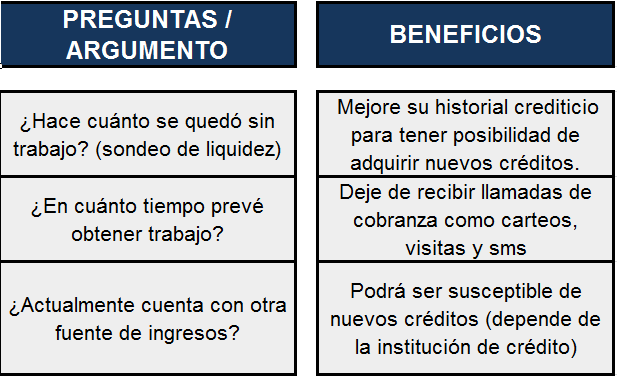 PREGUNTAS /
ARGUMENTO
BENEFICIOS
¿Hace cuánto se quedó sin
trabajo? (sondeo de liquidez)
Mejore su historial crediticio
para tener posibilidad de
adquirir nuevos créditos.
¿En cuánto tiempo prevé
obtener trabajo?
Deje de recibir llamadas de
cobranza como carteos,
visitas y sms
¿Actualmente cuenta con otra
fuente de ingresos?
Podrá ser susceptible de
nuevos créditos (depende de
la institución de crédito)